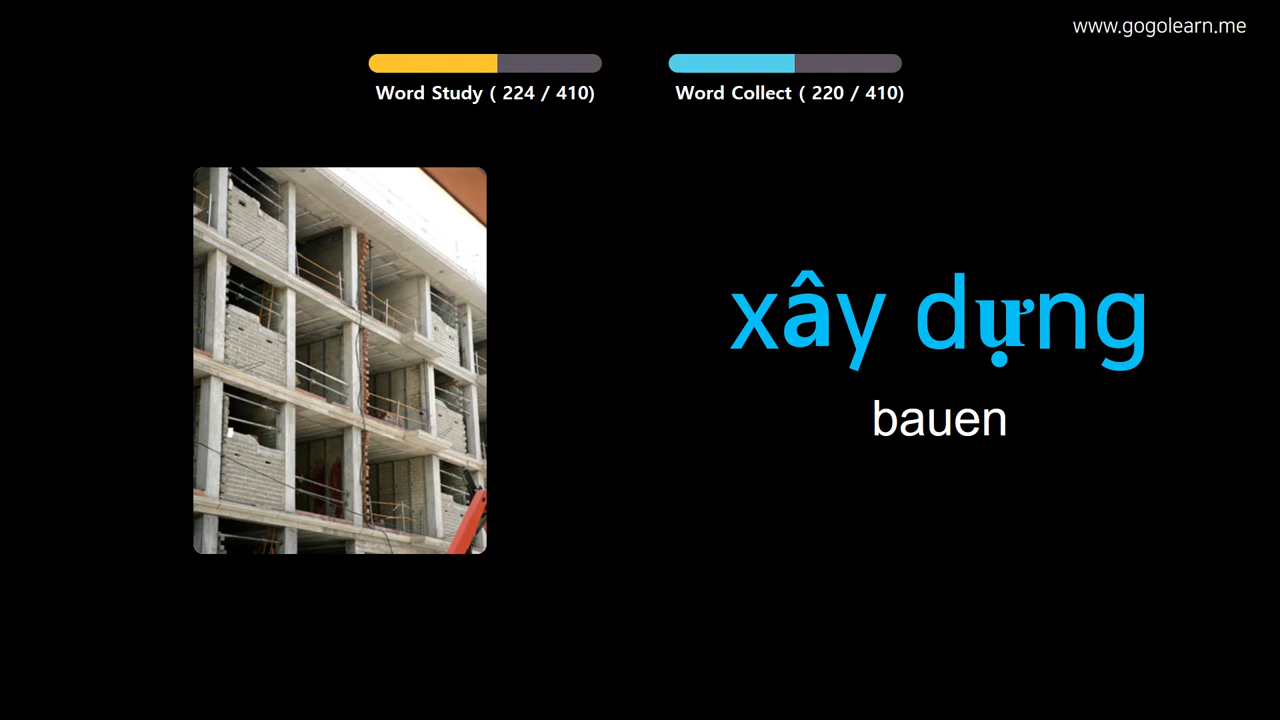 www.gogolearn.me
Word Study ( 224 / 410)
Word Collect ( 220 / 410)
xây dựng
bauen